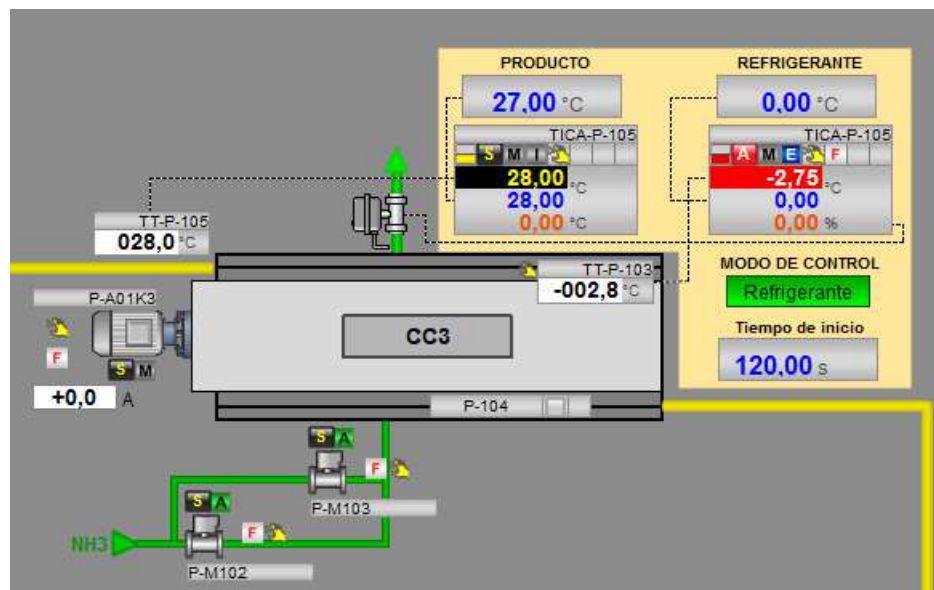 PRODUCTO
REFRIGERANTE
27,00 °C
0,00 °C
TICA-P-105
TICA-P-105
S M I
A M E F
28,00 °C
-2,75 °C
28,00
0,00
0,00 °C
0,00 %
TT-P-105
028,0 °C
TT-P-103
-002,8 °C
MODO DE CONTROL
Refrigerante
P-A01K3
F
S M
+0,0 A
CC3
Tiempo de inicio
120,00 s
P-104
S A
F
P-M103
S A
F
NH3
P-M102